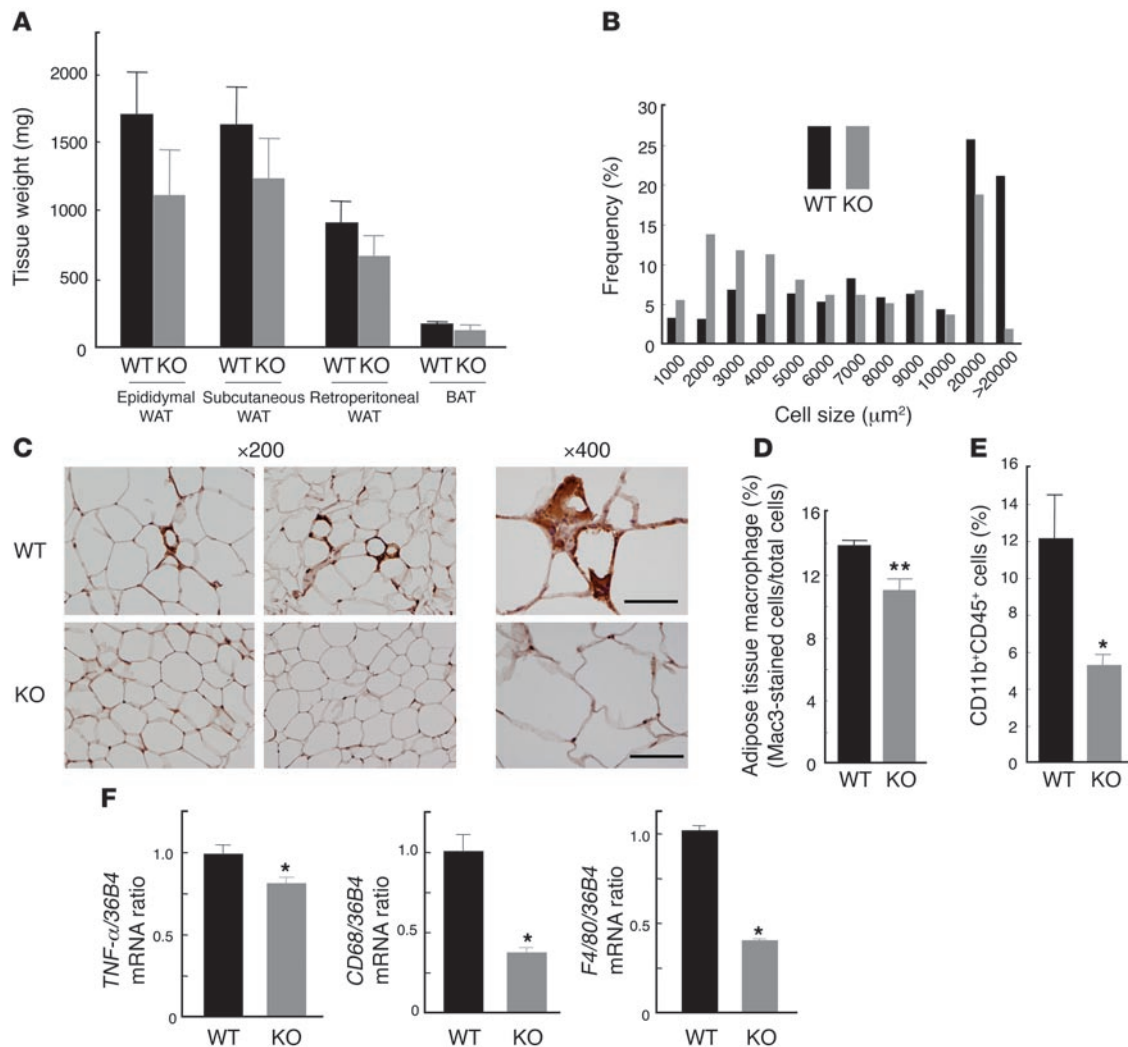 A
Tissue weight (mg)
2000
1500
1000
500
0
WT KO WT KO WT KO WT KO
Epididymal WAT
Subcutaneous WAT
Retroperitoneal WAT
BAT
B
Frequency (%)
30
25
20
15
10
5
0
WT KO
1000 2000 3000 4000 5000 6000 7000 8000 9000 10000 20000 >20000
Cell size (µm²)
C
×200 ×400
WT
KO
D
Adipose tissue macrophage (%)
(Mac3-stained cells/total cells)
16
12
8
4
0
**
WT KO
E
CD11b⁺CD45⁺ cells (%)
16
14
12
10
8
6
4
2
0
*
WT KO
F
TNF-α/36B4
mRNA ratio
1.0
0.5
0
*
WT KO
CD68/36B4
mRNA ratio
1.0
0.5
0
*
WT KO
F4/80/36B4
mRNA ratio
1.0
0.5
0
*
WT KO